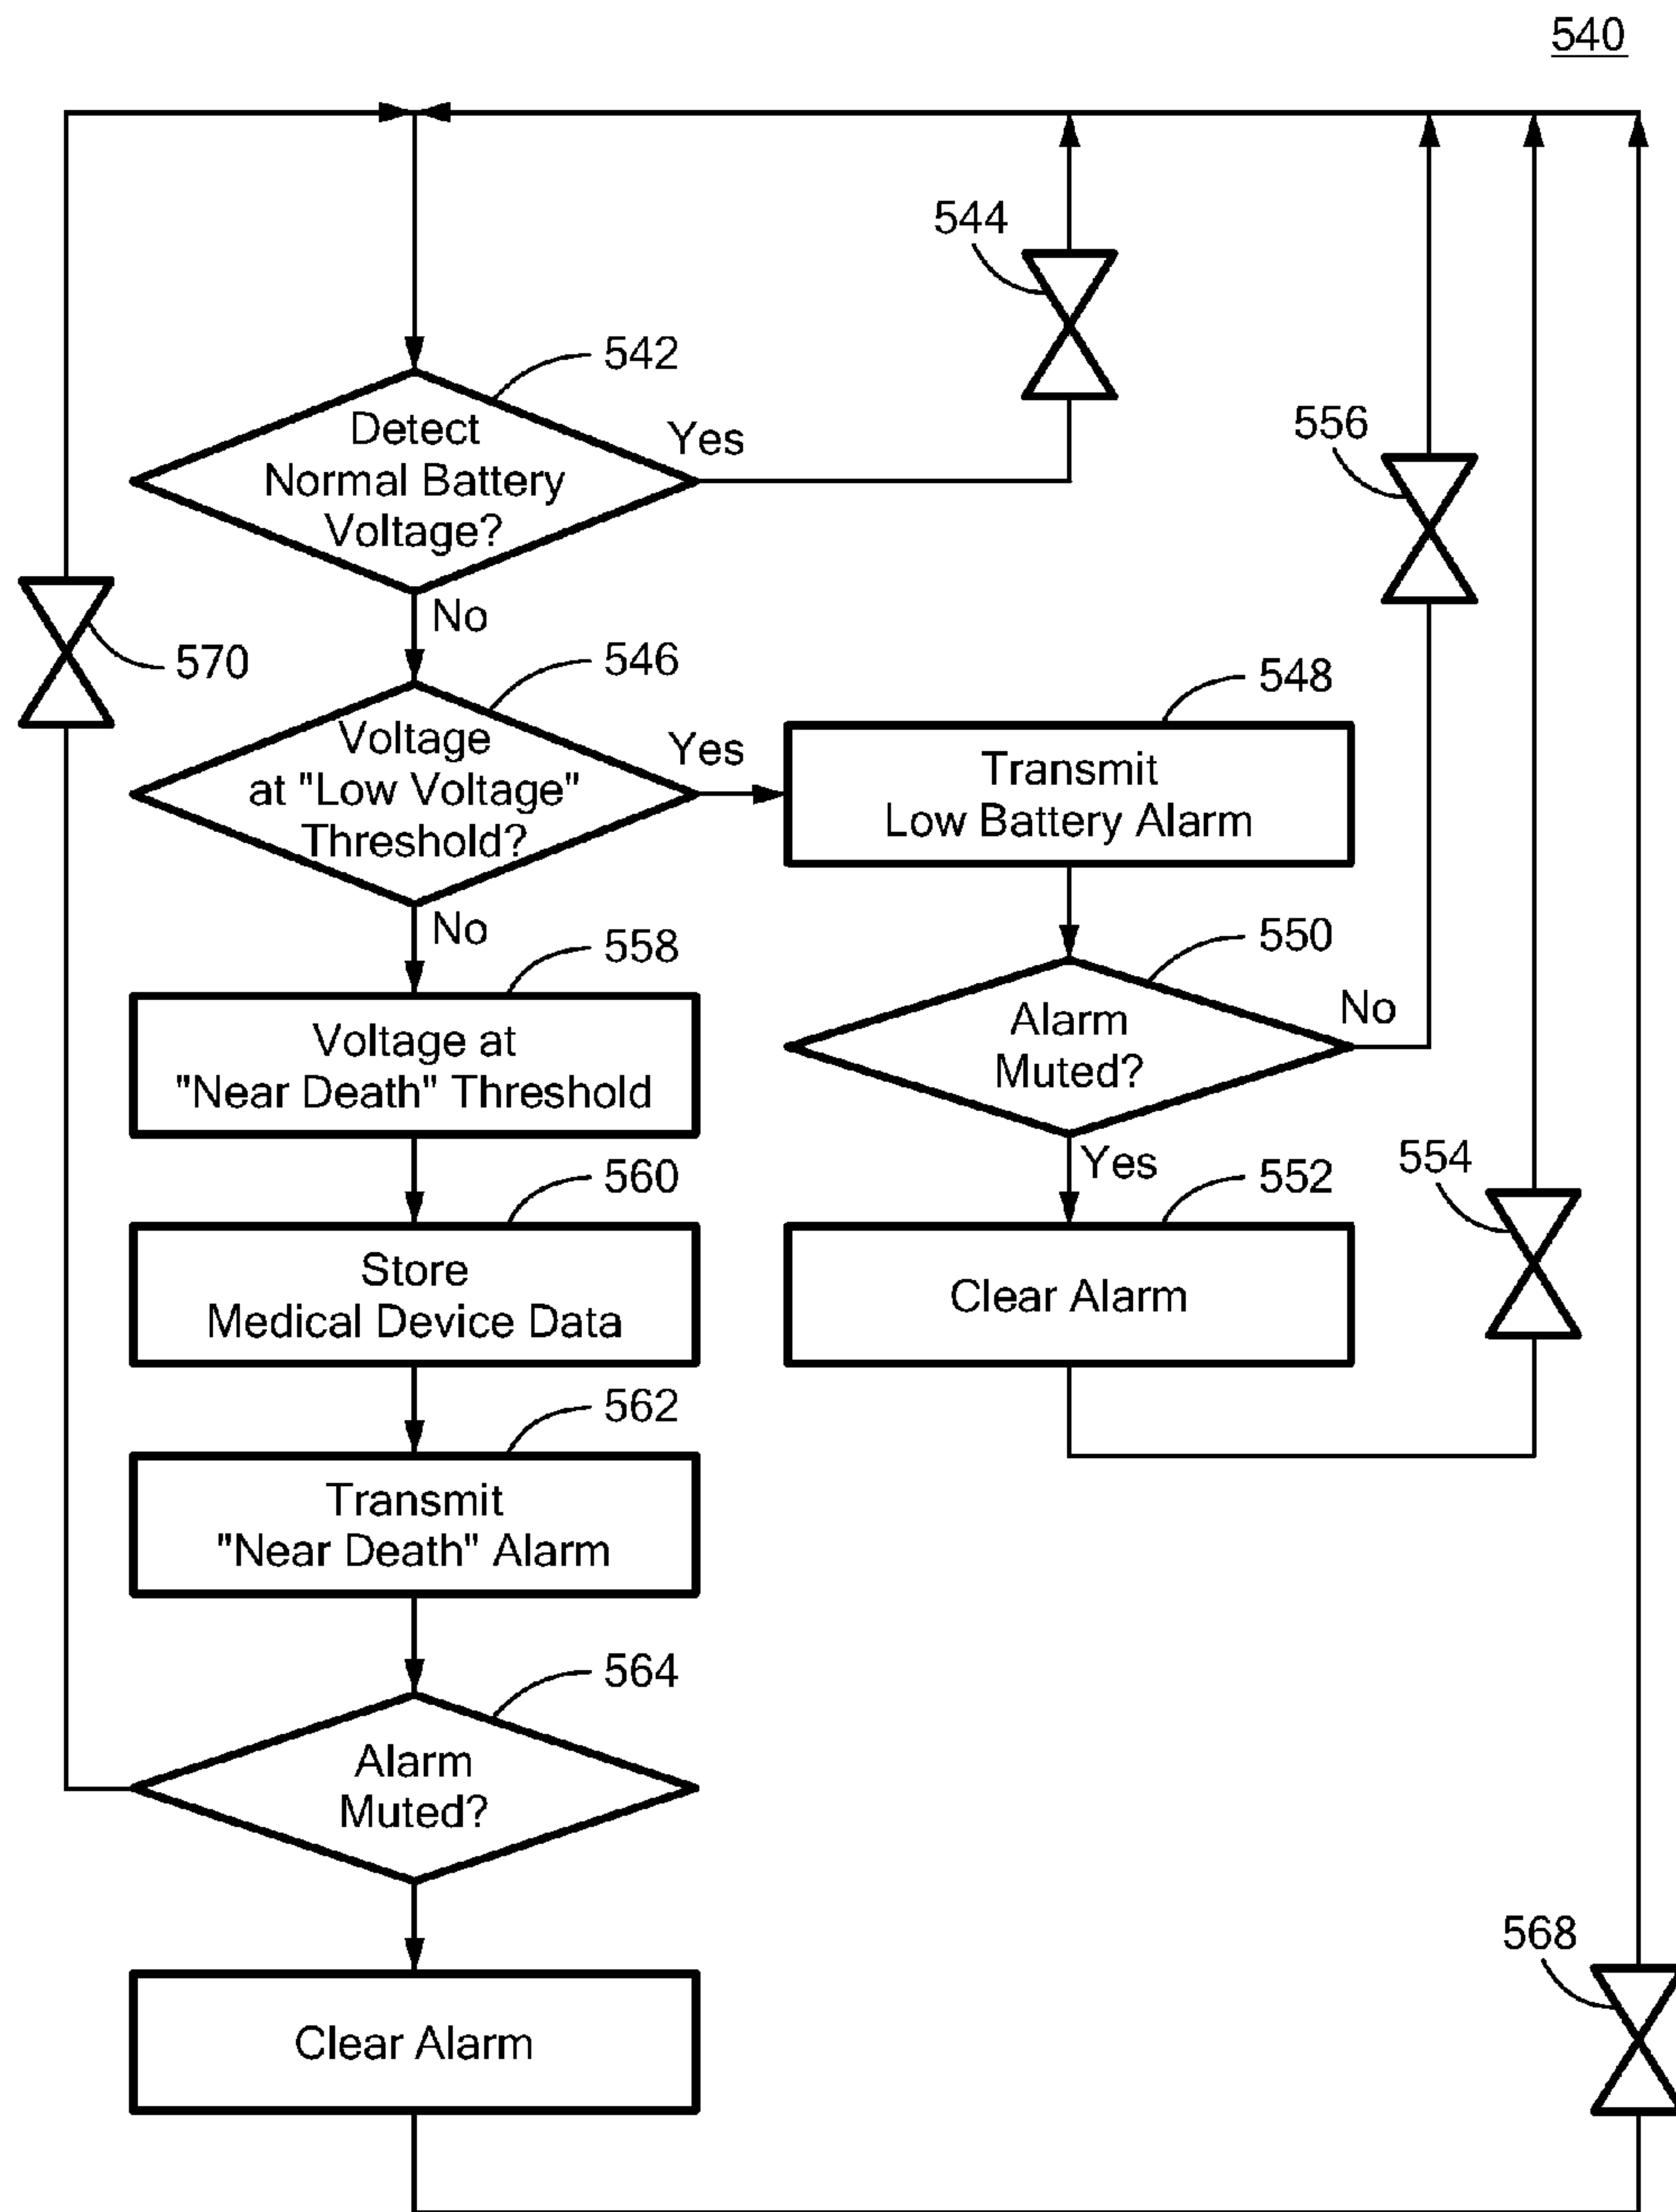 540
544
542
Detect
Normal Battery
Voltage?
Yes
556
No
570
546
Voltage
at "Low Voltage"
Threshold?
Yes
548
Transmit
Low Battery Alarm
No
558
Voltage at
"Near Death" Threshold
550
Alarm
Muted?
No
Yes
560
Store
Medical Device Data
552
Clear Alarm
554
562
Transmit
"Near Death" Alarm
564
Alarm
Muted?
Clear Alarm
568